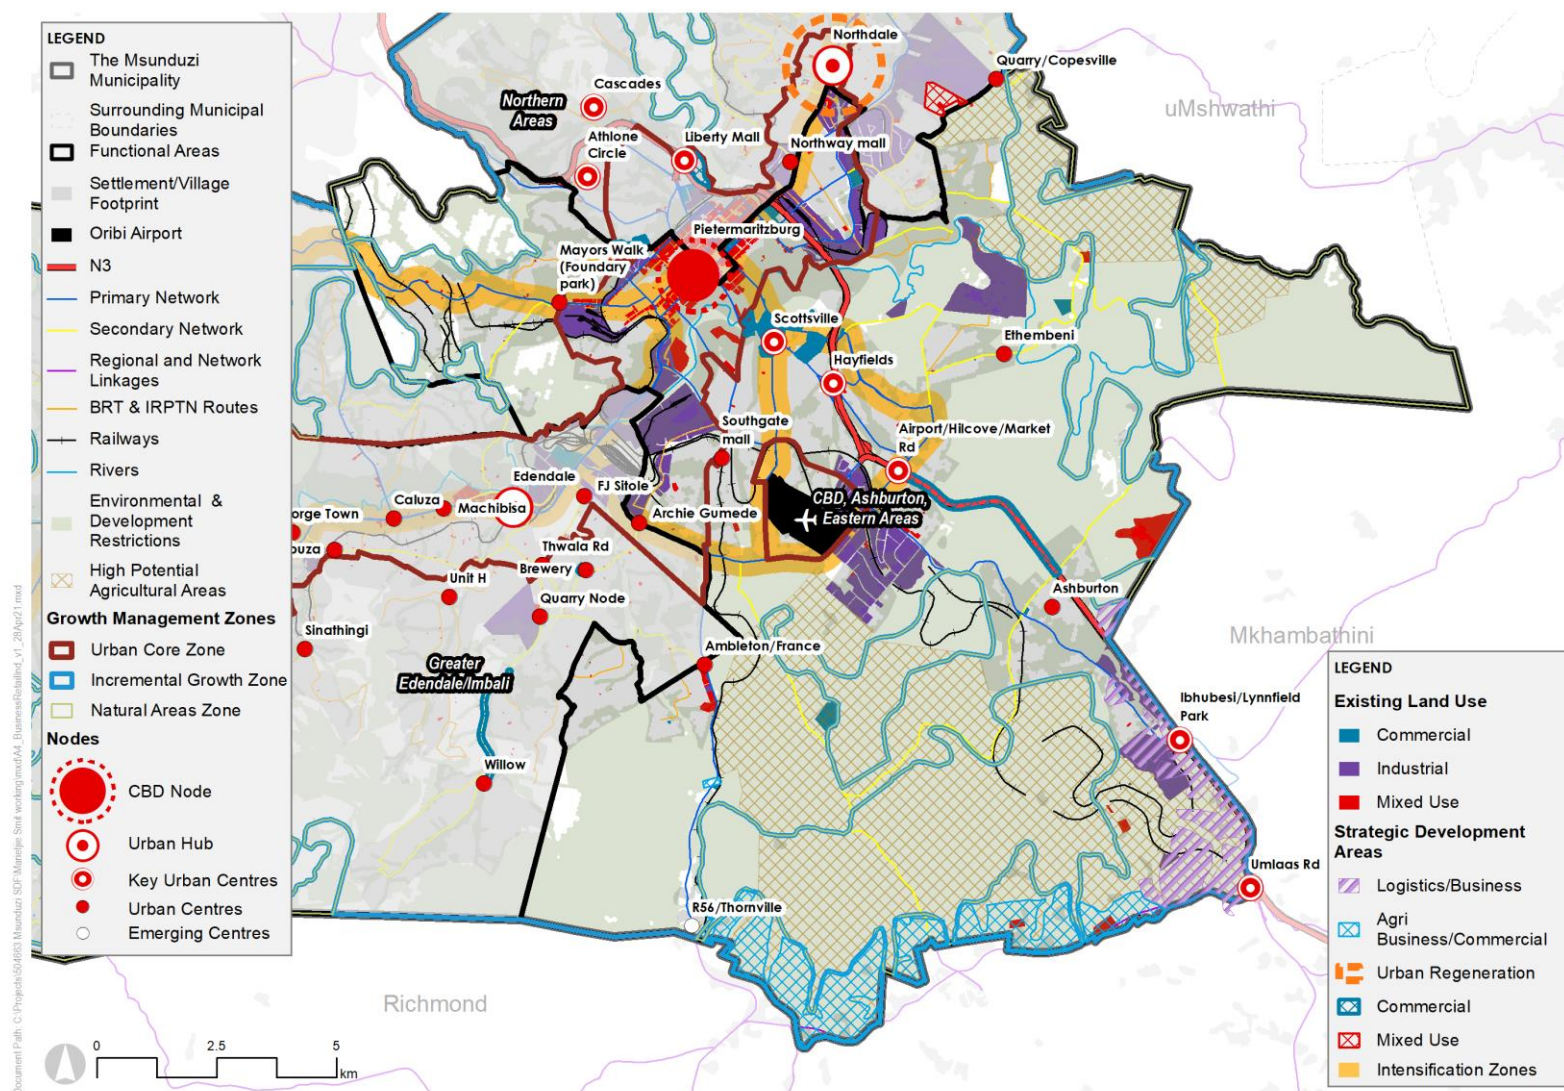 LEGEND
The Msunduzi
Municipality
Surrounding Municipal
Boundaries
Functional Areas
Settlement/Village
Footprint
Oribi Airport
N3
Primary Network
Secondary Network
Regional and Network
Linkages
BRT & IRPTN Routes
Railways
Rivers
Environmental &
Development
Restrictions
High Potential
Agricultural Areas
Growth Management Zones
Urban Core Zone
Incremental Growth Zone
Natural Areas Zone
Nodes
CBD Node
Urban Hub
Key Urban Centres
Urban Centres
Emerging Centres
Northdale
Quarry/Copesville
uMshwathi
Cascades
Northern
Areas
Athlone
Circle
Liberty Mall
Northway mall
Pietermaritzburg
Mayors Walk
(Foundary
park)
Scottsville
Hayfields
Ethembeni
Southgate
mall
Airport/Hilcove/Market
Rd
Edendale
FJ Sitole
CBD, Ashburton,
Eastern Areas
Caluza
Machibisa
orge Town
Archie Gumede
ouza
Thwala Rd
Brewery
Unit H
Quarry Node
Ashburton
Sinathingi
Mkhambathini
Greater
Edendale/Imbali
Ambleton/France
Ibhubesi/Lynnfield
Park
Willow
Umlaas Rd
R56/Thornville
Richmond
0
2.5
5
km
LEGEND
Existing Land Use
Commercial
Industrial
Mixed Use
Strategic Development
Areas
Logistics/Business
Agri
Business/Commercial
Urban Regeneration
Commercial
Mixed Use
Intensification Zones